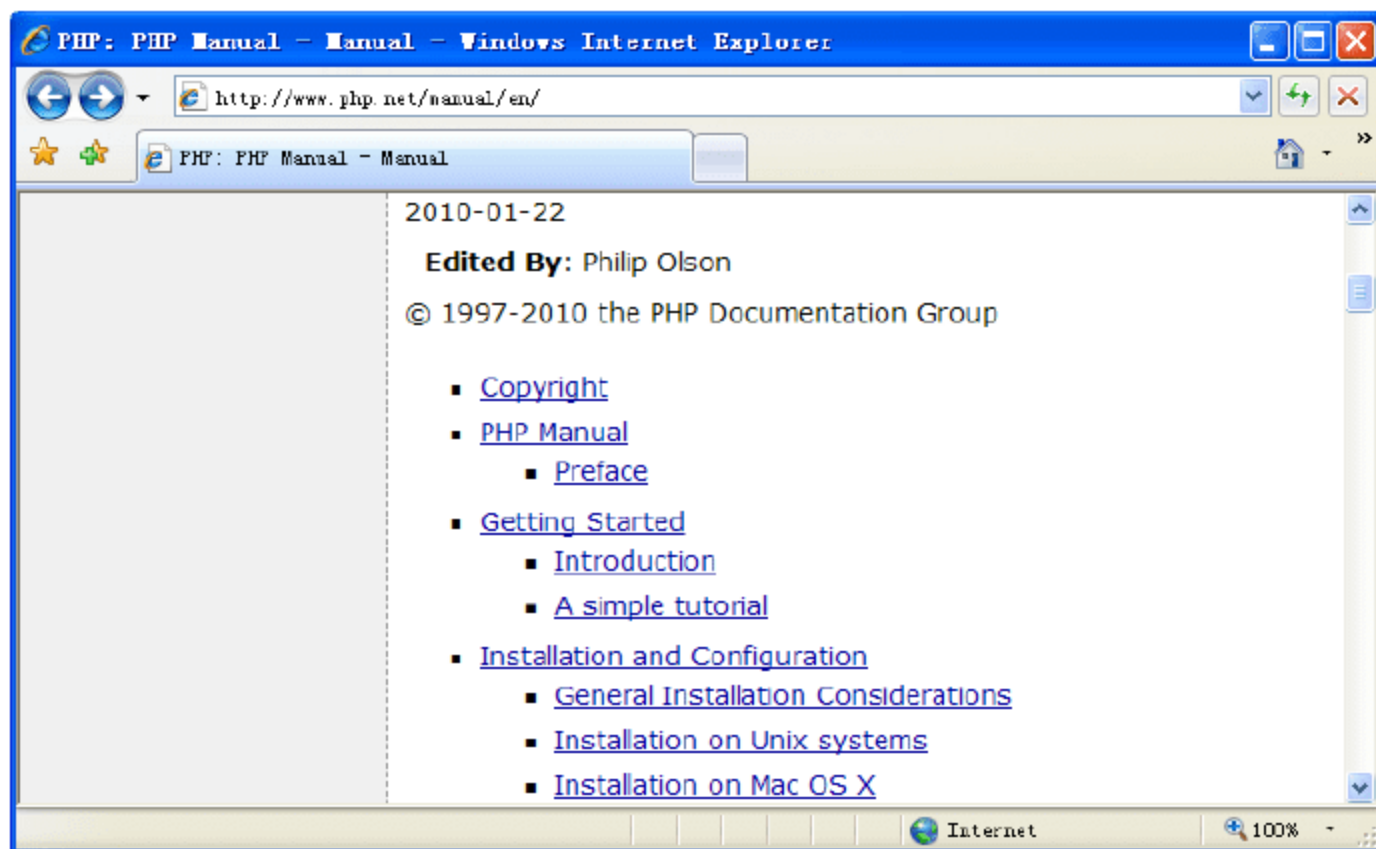 PHP: PHP Manual - Manual - Windows Internet Explorer
http://www.php.net/manual/en/
PHP: PHP Manual - Manual
2010-01-22
Edited By: Philip Olson
© 1997-2010 the PHP Documentation Group
Copyright
PHP Manual
Preface
Getting Started
Introduction
A simple tutorial
Installation and Configuration
General Installation Considerations
Installation on Unix systems
Installation on Mac OS X
Internet
100%